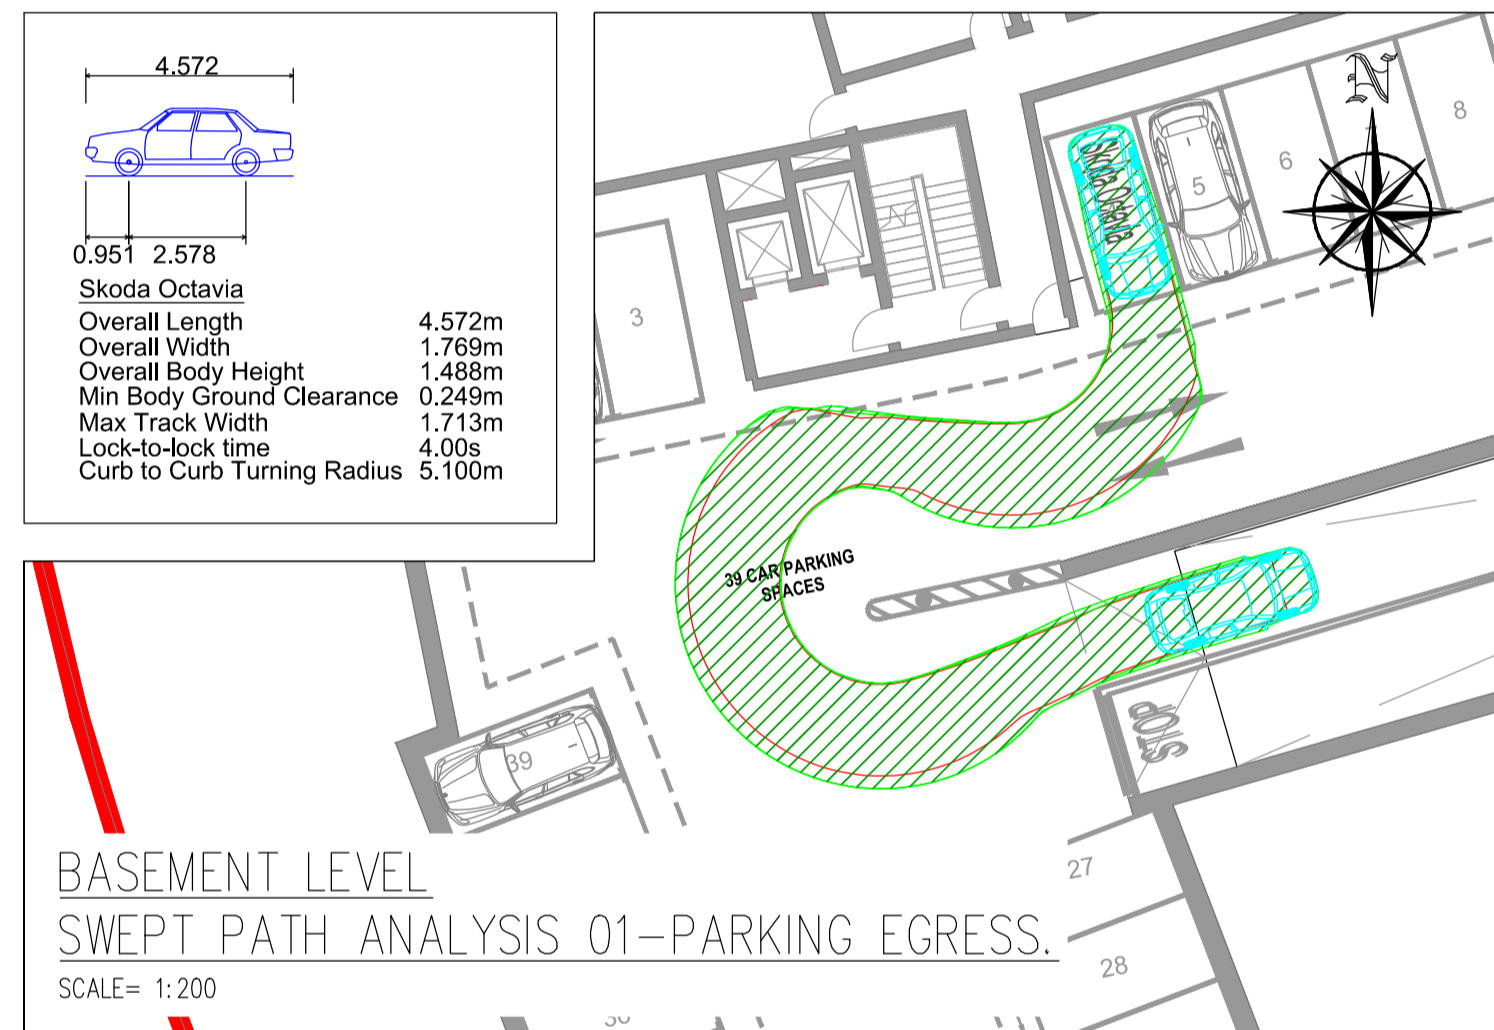 4.572
0.951 2.578
Skoda Octavia
Overall Length 4.572m
Overall Width 1.769m
Overall Body Height 1.488m
Min Body Ground Clearance 0.249m
Max Track Width 1.713m
Lock-to-lock time 4.00s
Curb to Curb Turning Radius 5.100m
N
8
6
5
Skoda Octavia
3
39 CAR PARKING
SPACES
STOP
39
27
28
BASEMENT LEVEL
SWEPT PATH ANALYSIS 01-PARKING EGRESS.
SCALE= 1:200